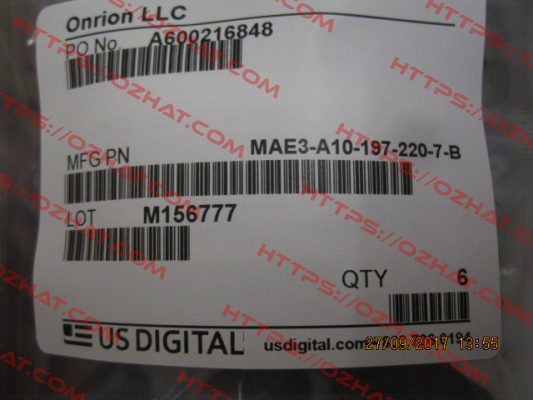 Onrion LLC
PO No. A600216848
MFG PN MAE3-A10-197-220-7-B
LOT M156777
QTY 6
US DIGITAL
usdigital.com
27/09/2017 13:55
HTTPS://OZHAT.COM